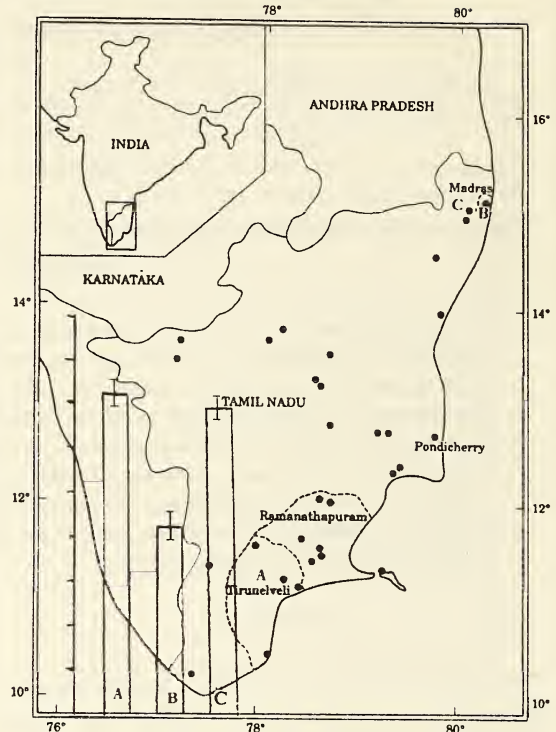 78°
80°
ANDHRA PRADESH
16°
INDIA
Madras
C
B
KARNATAKA
14°
14°
TAMIL NADU
Pondicherry
12°
12°
Ramanathapuram
A
Tirunelveli
10°
A
B
C
10°
76°
78°
80°